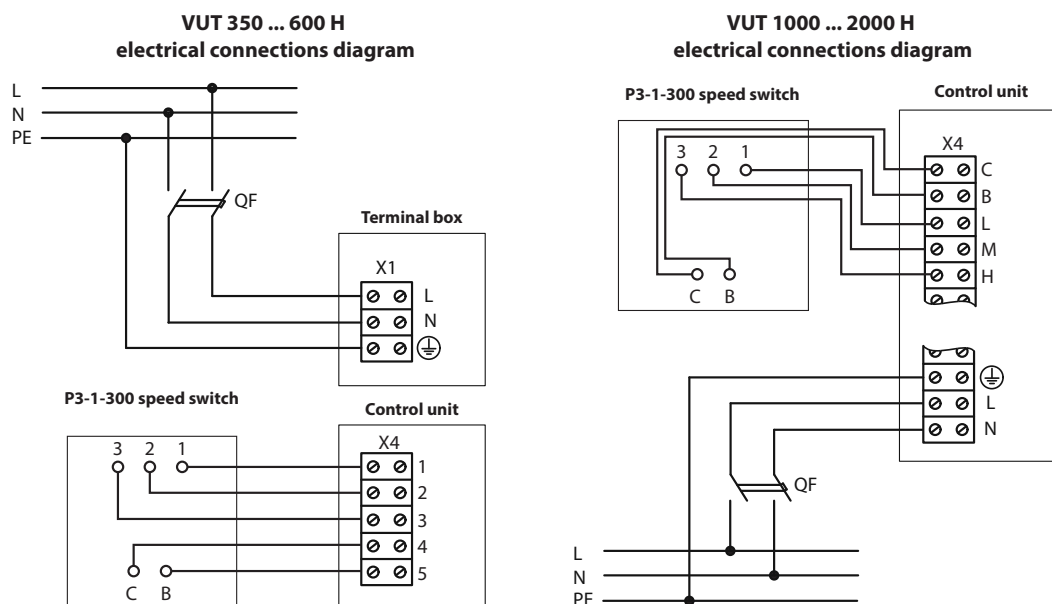 VUT 350 ... 600 H
electrical connections diagram
L
N
PE
QF
Terminal box
X1
L
N
P3-1-300 speed switch
3 2 1
C B
Control unit
X4
1
2
3
4
5
VUT 1000 ... 2000 H
electrical connections diagram
P3-1-300 speed switch
3 2 1
C B
Control unit
X4
C
B
L
M
H
L
N
QF
L
N
PE